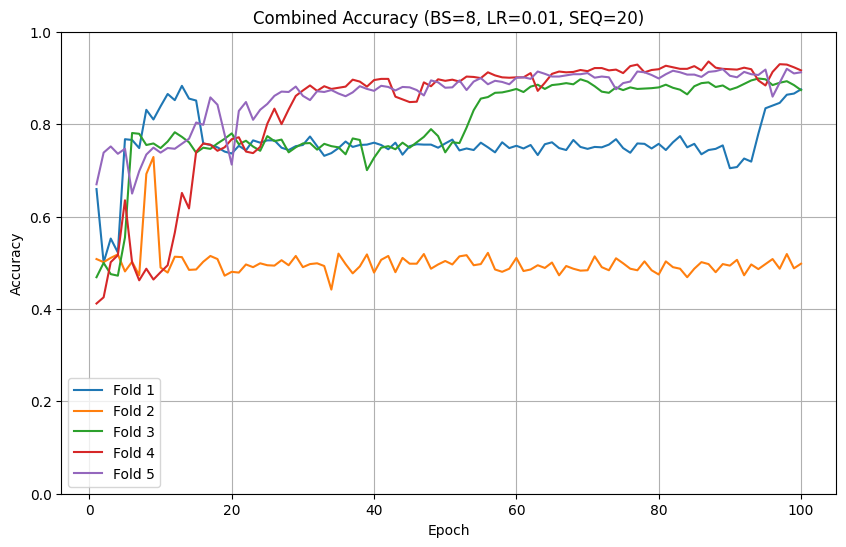 Combined Accuracy (BS=8, LR=0.01, SEQ=20)
1.0
0.8
0.6
0.4
0.2
0.0
Accuracy
Fold 1
Fold 2
Fold 3
Fold 4
Fold 5
0 20 40 60 80 100
Epoch